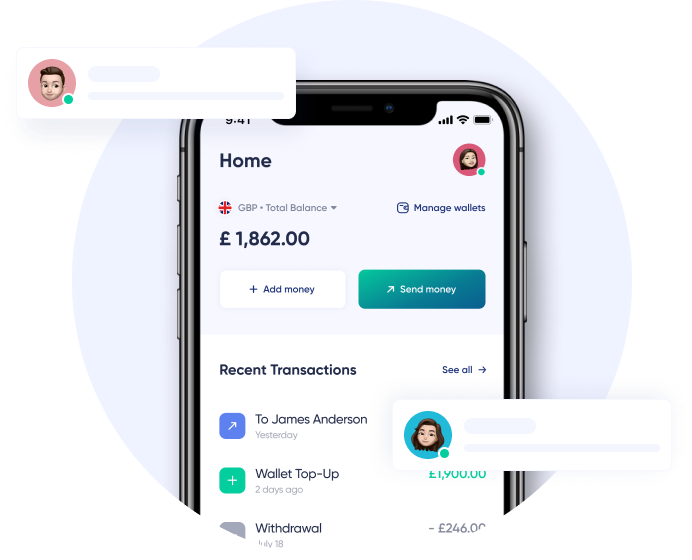 9:41
Home
GBP • Total Balance
Manage wallets
£ 1,862.00
+ Add money
Send money
Recent Transactions
See all →
To James Anderson
Yesterday
Wallet Top-Up
2 days ago
£1,900.00
Withdrawal
- £246.00
July 18